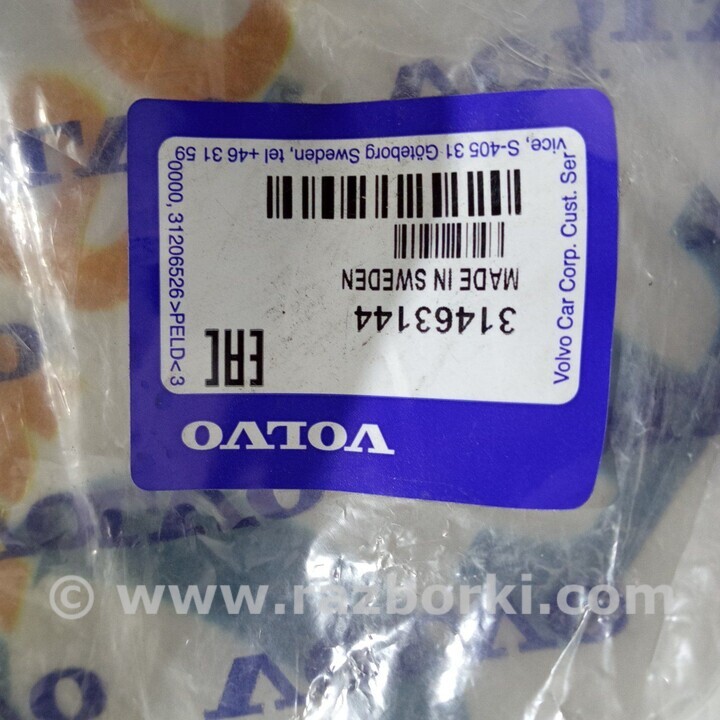 VOLVO
EAC
31463144
MADE IN SWEDEN
Volvo Car Corp. Cust. Ser
vice, S-405 31 Göteborg Sweden, tel +46 31 59
0000, 31206526>PELD< 3
© www.razborki.com